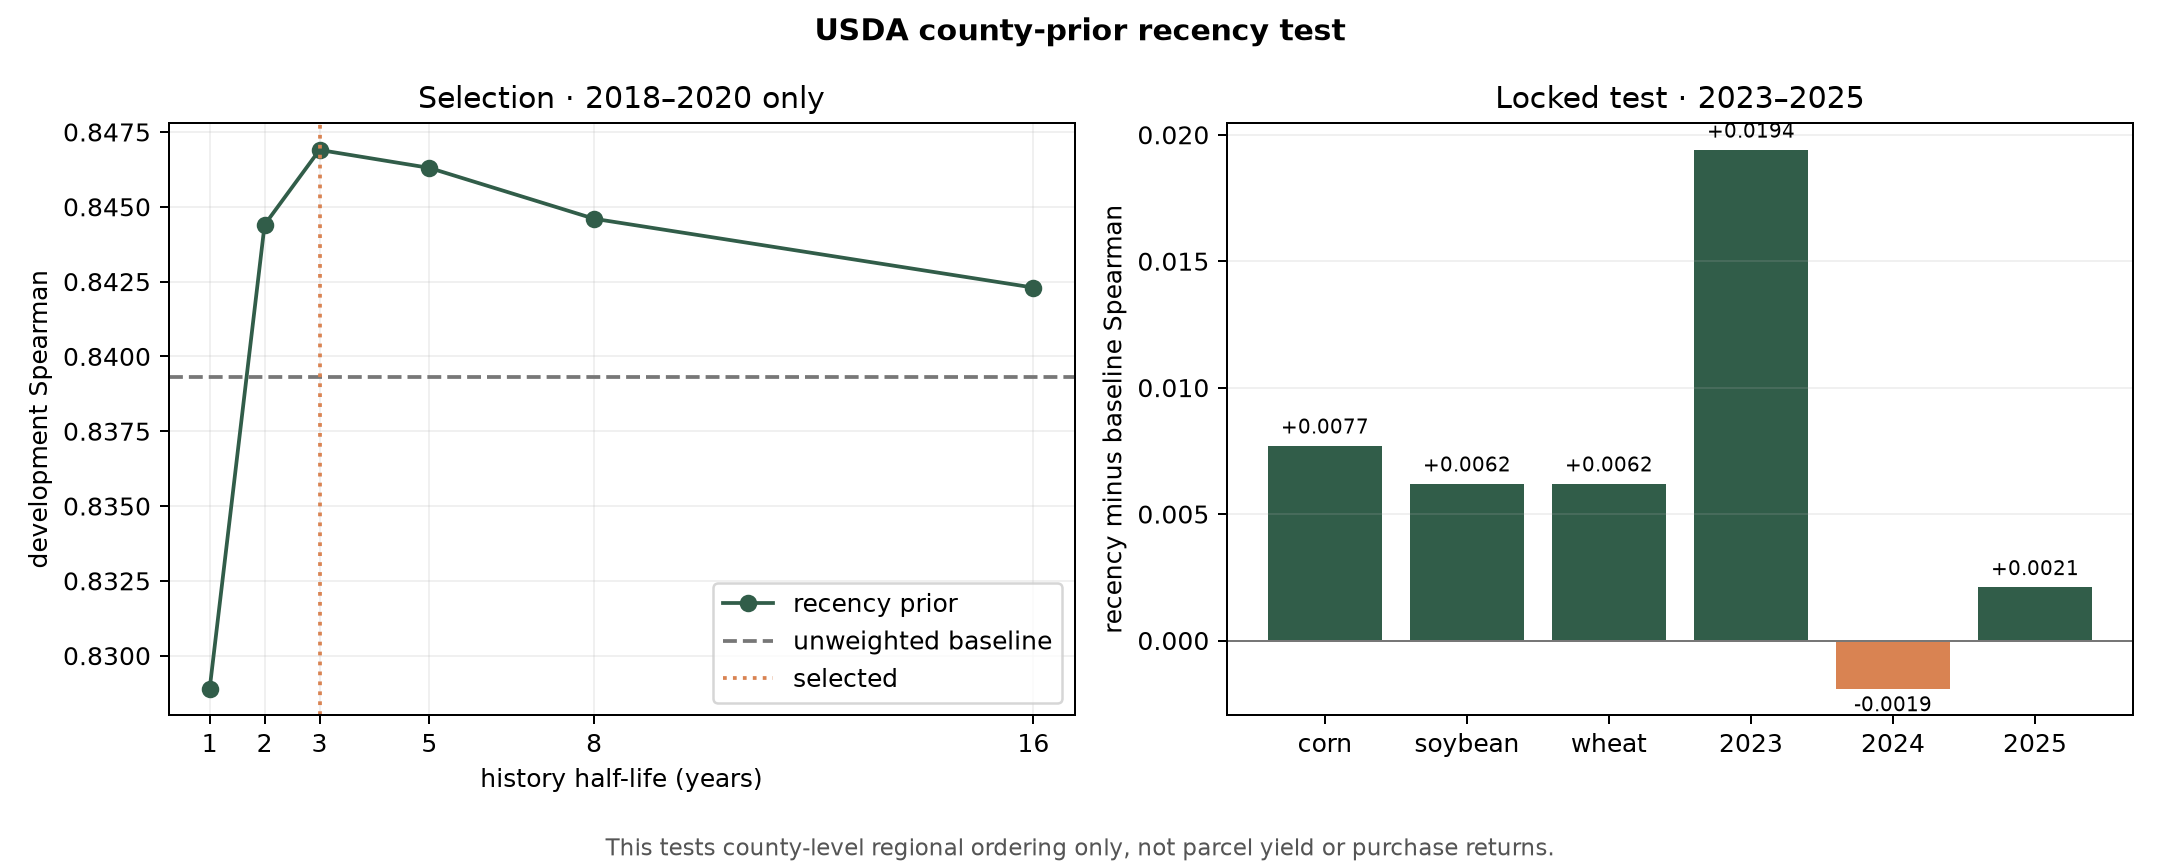 USDA county-prior recency test
Selection · 2018–2020 only
0.8475
0.8450
0.8425
0.8400
0.8375
0.8350
0.8325
0.8300
development Spearman
recency prior
unweighted baseline
selected
1 2 3 5 8 16
history half-life (years)
Locked test · 2023–2025
0.020
0.015
0.010
0.005
0.000
recency minus baseline Spearman
+0.0077
+0.0062
+0.0062
+0.0194
-0.0019
+0.0021
corn soybean wheat 2023 2024 2025
This tests county-level regional ordering only, not parcel yield or purchase returns.